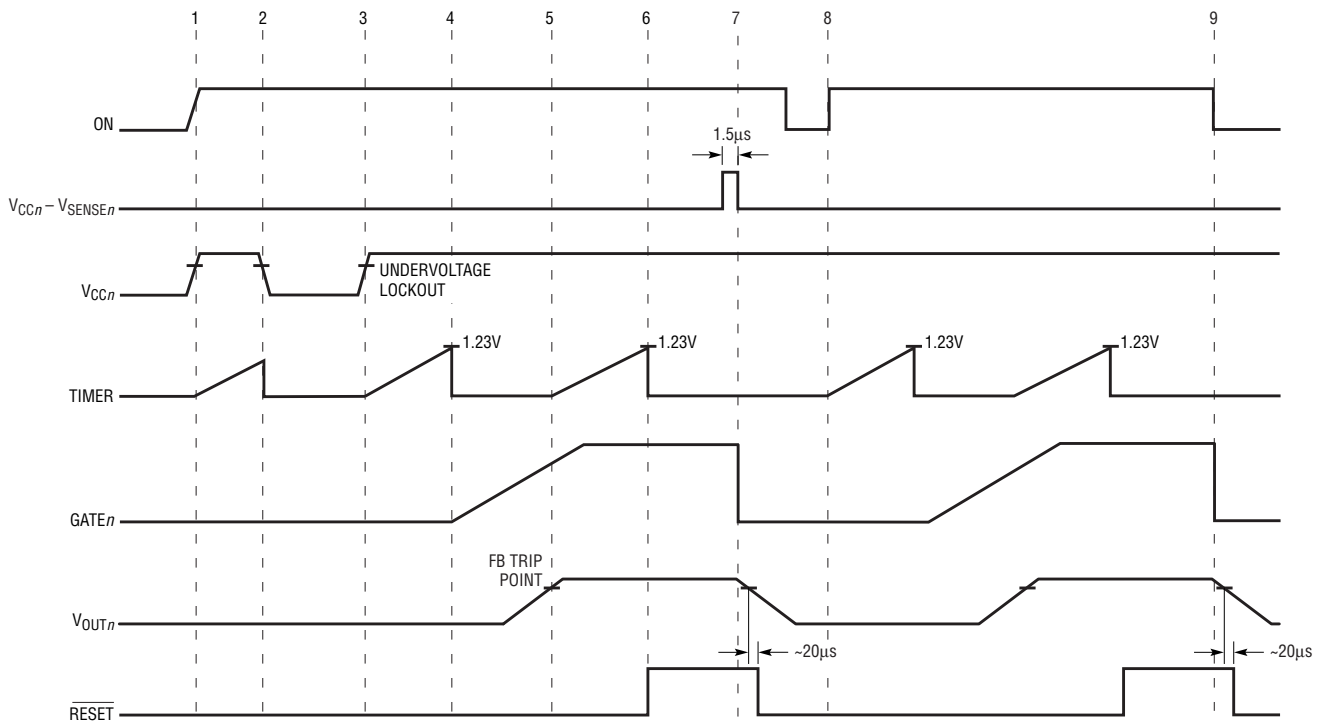 1 2 3 4 5 6 7 8 9
ON
1.5µs
VCCn – VSENSEn
UNDERVOLTAGE
LOCKOUT
VCCn
1.23V 1.23V 1.23V 1.23V
TIMER
GATEn
FB TRIP
POINT
VOUTn
~20µs ~20µs
RESET